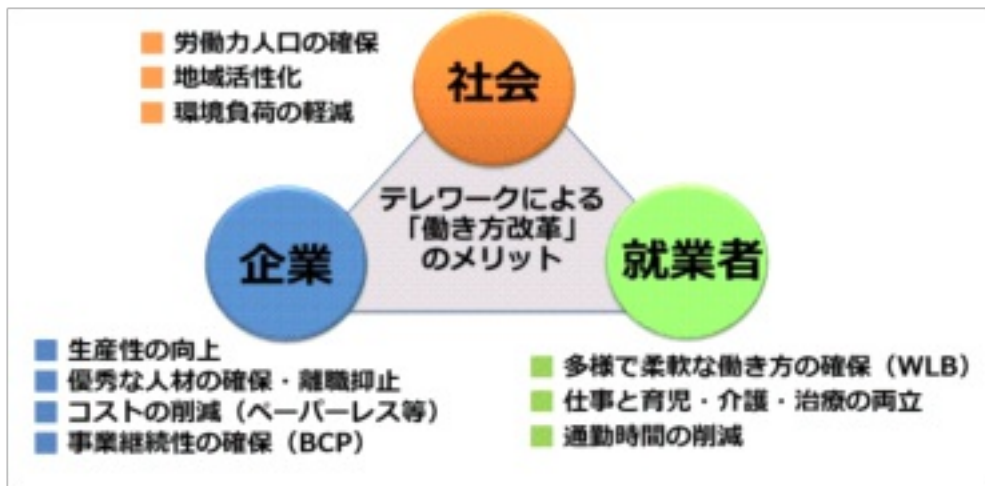 労働力人口の確保
地域活性化
環境負荷の軽減
社会
テレワークによる
「働き方改革」
のメリット
企業
就業者
生産性の向上
優秀な人材の確保・離職抑止
コストの削減（ペーパーレス等）
事業継続性の確保（BCP）
多様で柔軟な働き方の確保（WLB）
仕事と育児・介護・治療の両立
通勤時間の削減